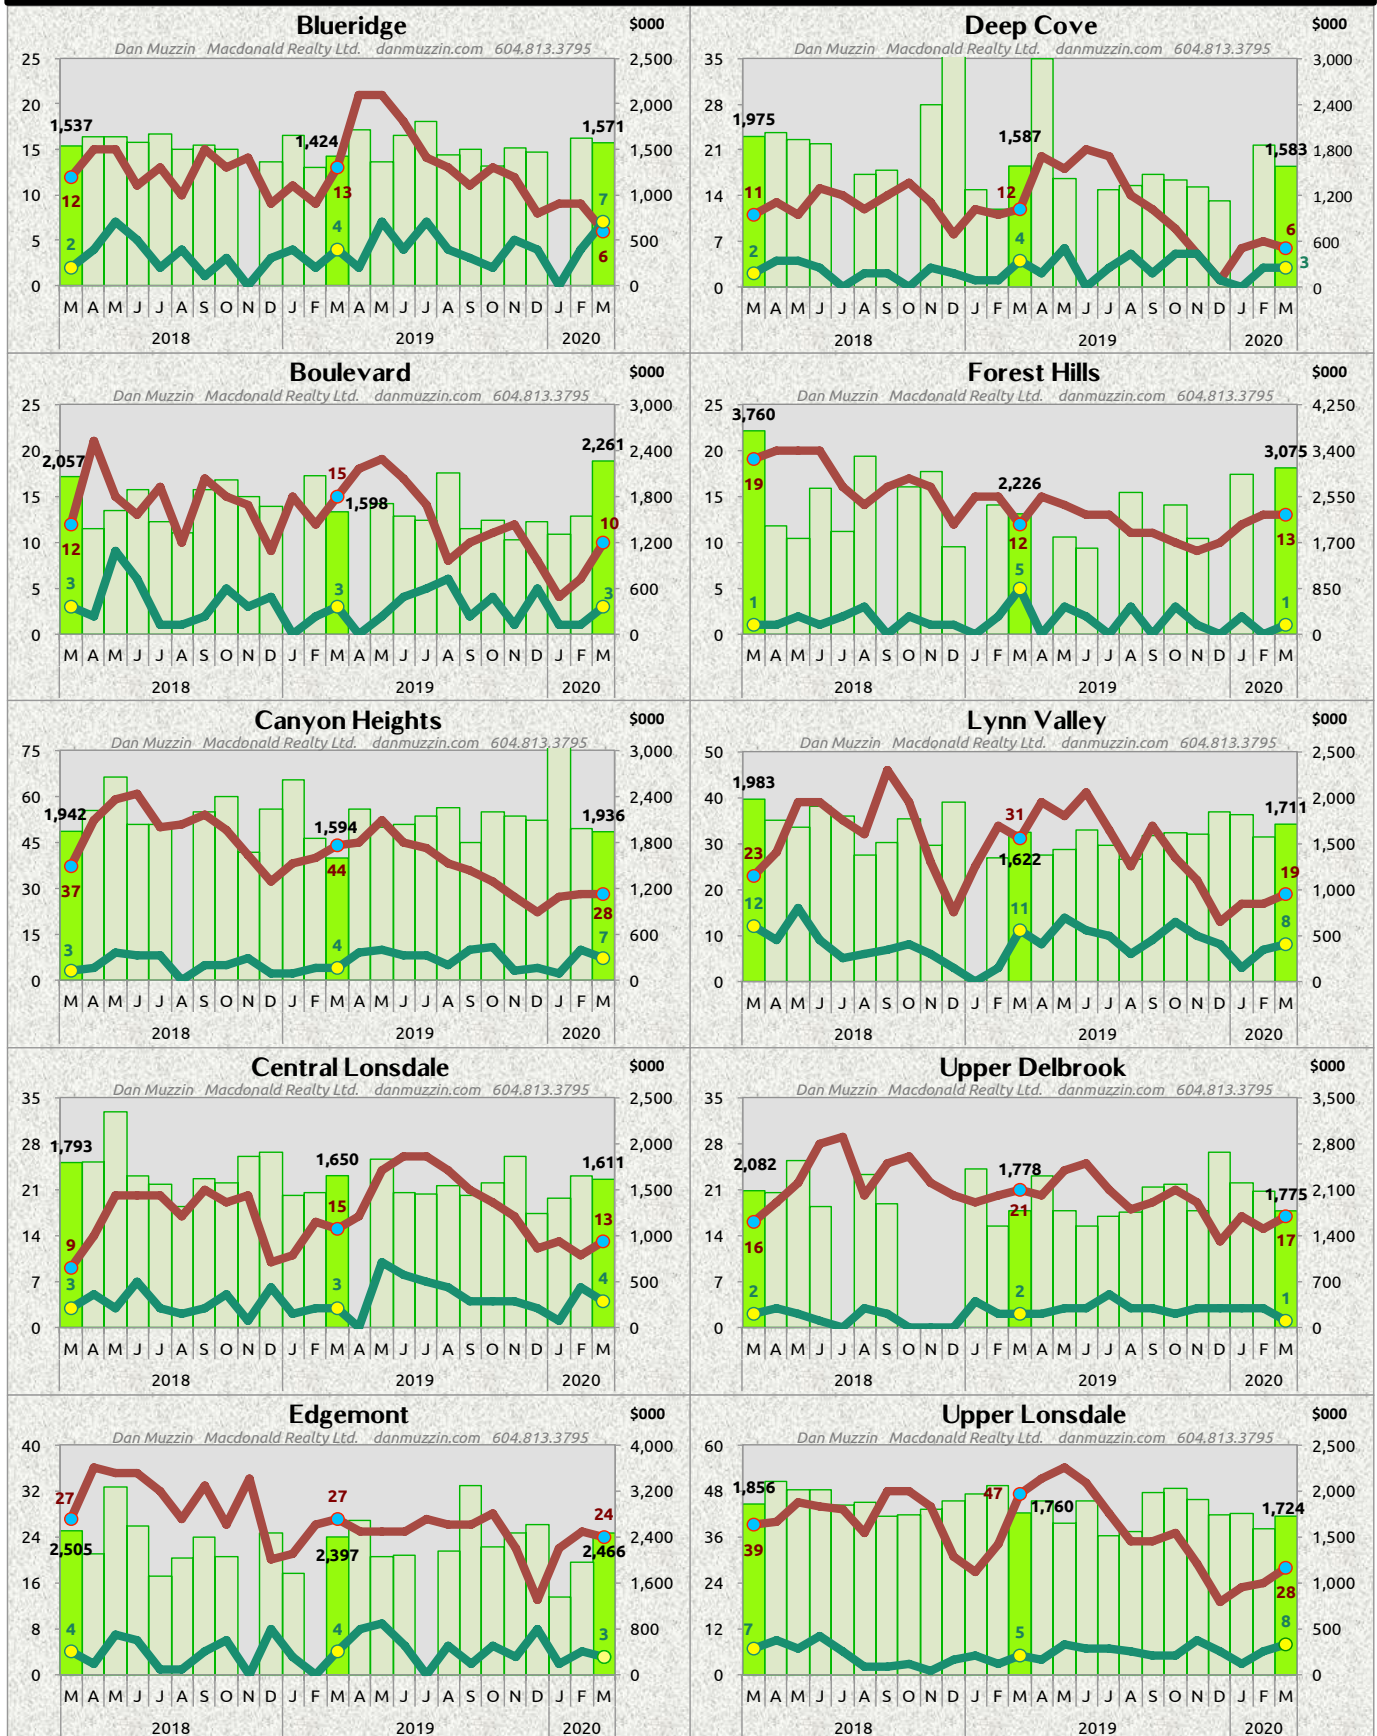 Blueridge
$000
Dan Muzzin Macdonald Realty Ltd. danmuzzin.com 604.813.3795
25 2,500
20 2,000
15 1,500
10 1,000
5 500
0 0
1,537 1,424 1,571
12 13 6
2 4 7
M A M J J A S O N D J F M A M J J A S O N D J F M
2018 2019 2020
Deep Cove
$000
Dan Muzzin Macdonald Realty Ltd. danmuzzin.com 604.813.3795
35 3,000
28 2,400
21 1,800
14 1,200
7 600
0 0
1,975 1,587 1,583
11 12 6
2 4 3
M A M J J A S O N D J F M A M J J A S O N D J F M
2018 2019 2020
Boulevard
$000
Dan Muzzin Macdonald Realty Ltd. danmuzzin.com 604.813.3795
25 3,000
20 2,400
15 1,800
10 1,200
5 600
0 0
2,057 1,598 2,261
12 15 10
3 3 3
M A M J J A S O N D J F M A M J J A S O N D J F M
2018 2019 2020
Forest Hills
$000
Dan Muzzin Macdonald Realty Ltd. danmuzzin.com 604.813.3795
25 4,250
20 3,400
15 2,550
10 1,700
5 850
0 0
3,760 2,226 3,075
19 12 13
1 5 1
M A M J J A S O N D J F M A M J J A S O N D J F M
2018 2019 2020
Canyon Heights
$000
Dan Muzzin Macdonald Realty Ltd. danmuzzin.com 604.813.3795
75 3,000
60 2,400
45 1,800
30 1,200
15 600
0 0
1,942 1,594 1,936
37 44 28
3 4 7
M A M J J A S O N D J F M A M J J A S O N D J F M
2018 2019 2020
Lynn Valley
$000
Dan Muzzin Macdonald Realty Ltd. danmuzzin.com 604.813.3795
50 2,500
40 2,000
30 1,500
20 1,000
10 500
0 0
1,983 1,622 1,711
23 31 19
12 11 8
M A M J J A S O N D J F M A M J J A S O N D J F M
2018 2019 2020
Central Lonsdale
$000
Dan Muzzin Macdonald Realty Ltd. danmuzzin.com 604.813.3795
35 2,500
28 2,000
21 1,500
14 1,000
7 500
0 0
1,793 1,650 1,611
9 15 13
3 3 4
M A M J J A S O N D J F M A M J J A S O N D J F M
2018 2019 2020
Upper Delbrook
$000
Dan Muzzin Macdonald Realty Ltd. danmuzzin.com 604.813.3795
35 3,500
28 2,800
21 2,100
14 1,400
7 700
0 0
2,082 1,778 1,775
16 21 17
2 2 1
M A M J J A S O N D J F M A M J J A S O N D J F M
2018 2019 2020
Edgemont
$000
Dan Muzzin Macdonald Realty Ltd. danmuzzin.com 604.813.3795
40 4,000
32 3,200
24 2,400
16 1,600
8 800
0 0
27 27 24
2,505 2,397 2,466
4 4 3
M A M J J A S O N D J F M A M J J A S O N D J F M
2018 2019 2020
Upper Lonsdale
$000
Dan Muzzin Macdonald Realty Ltd. danmuzzin.com 604.813.3795
60 2,500
48 2,000
36 1,500
24 1,000
12 500
0 0
1,856 1,760 1,724
39 47 28
7 5 8
M A M J J A S O N D J F M A M J J A S O N D J F M
2018 2019 2020